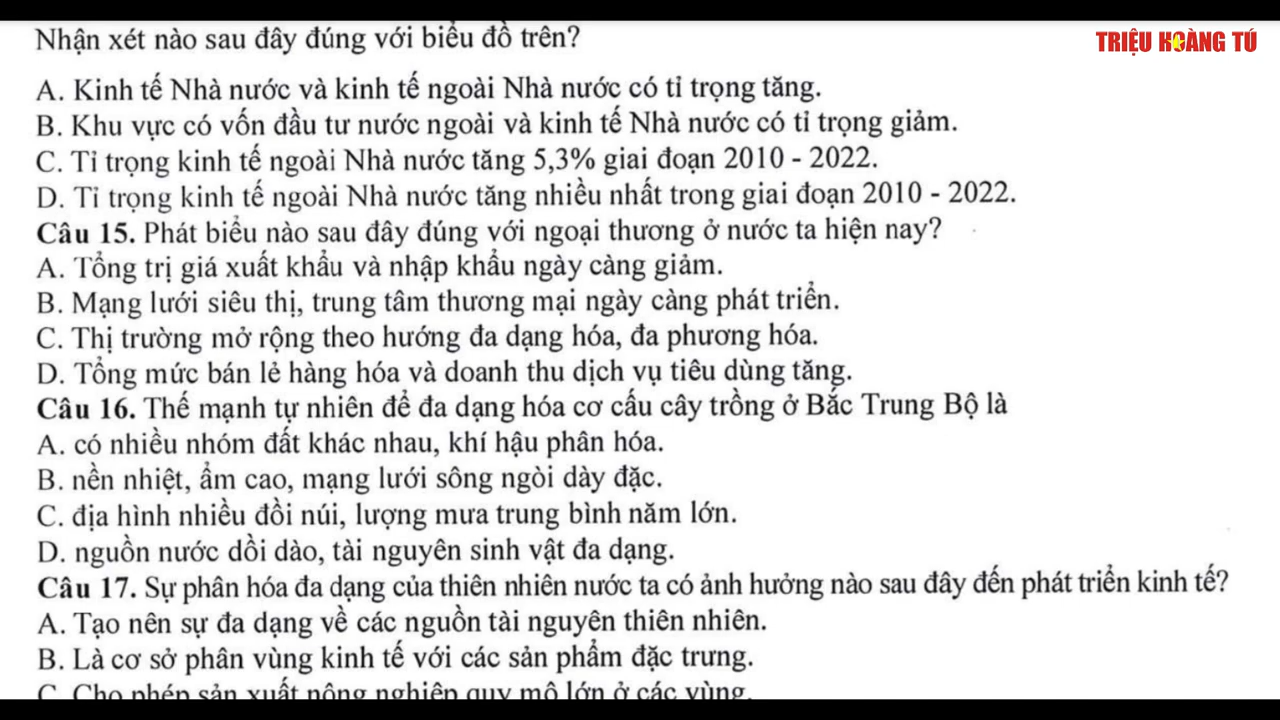 Nhận xét nào sau đây đúng với biểu đồ trên?
TRIỆU HOÀNG TÚ
A. Kinh tế Nhà nước và kinh tế ngoài Nhà nước có tỉ trọng tăng.
B. Khu vực có vốn đầu tư nước ngoài và kinh tế Nhà nước có tỉ trọng giảm.
C. Tỉ trọng kinh tế ngoài Nhà nước tăng 5,3% giai đoạn 2010 - 2022.
D. Tỉ trọng kinh tế ngoài Nhà nước tăng nhiều nhất trong giai đoạn 2010 - 2022.
Câu 15. Phát biểu nào sau đây đúng với ngoại thương ở nước ta hiện nay?
A. Tổng trị giá xuất khẩu và nhập khẩu ngày càng giảm.
B. Mạng lưới siêu thị, trung tâm thương mại ngày càng phát triển.
C. Thị trường mở rộng theo hướng đa dạng hóa, đa phương hóa.
D. Tổng mức bán lẻ hàng hóa và doanh thu dịch vụ tiêu dùng tăng.
Câu 16. Thế mạnh tự nhiên để đa dạng hóa cơ cấu cây trồng ở Bắc Trung Bộ là
A. có nhiều nhóm đất khác nhau, khí hậu phân hóa.
B. nền nhiệt, ẩm cao, mạng lưới sông ngòi dày đặc.
C. địa hình nhiều đồi núi, lượng mưa trung bình năm lớn.
D. nguồn nước dồi dào, tài nguyên sinh vật đa dạng.
Câu 17. Sự phân hóa đa dạng của thiên nhiên nước ta có ảnh hưởng nào sau đây đến phát triển kinh tế?
A. Tạo nên sự đa dạng về các nguồn tài nguyên thiên nhiên.
B. Là cơ sở phân vùng kinh tế với các sản phẩm đặc trưng.
C. Cho phép sản xuất nông nghiệp quy mô lớn ở các vùng.